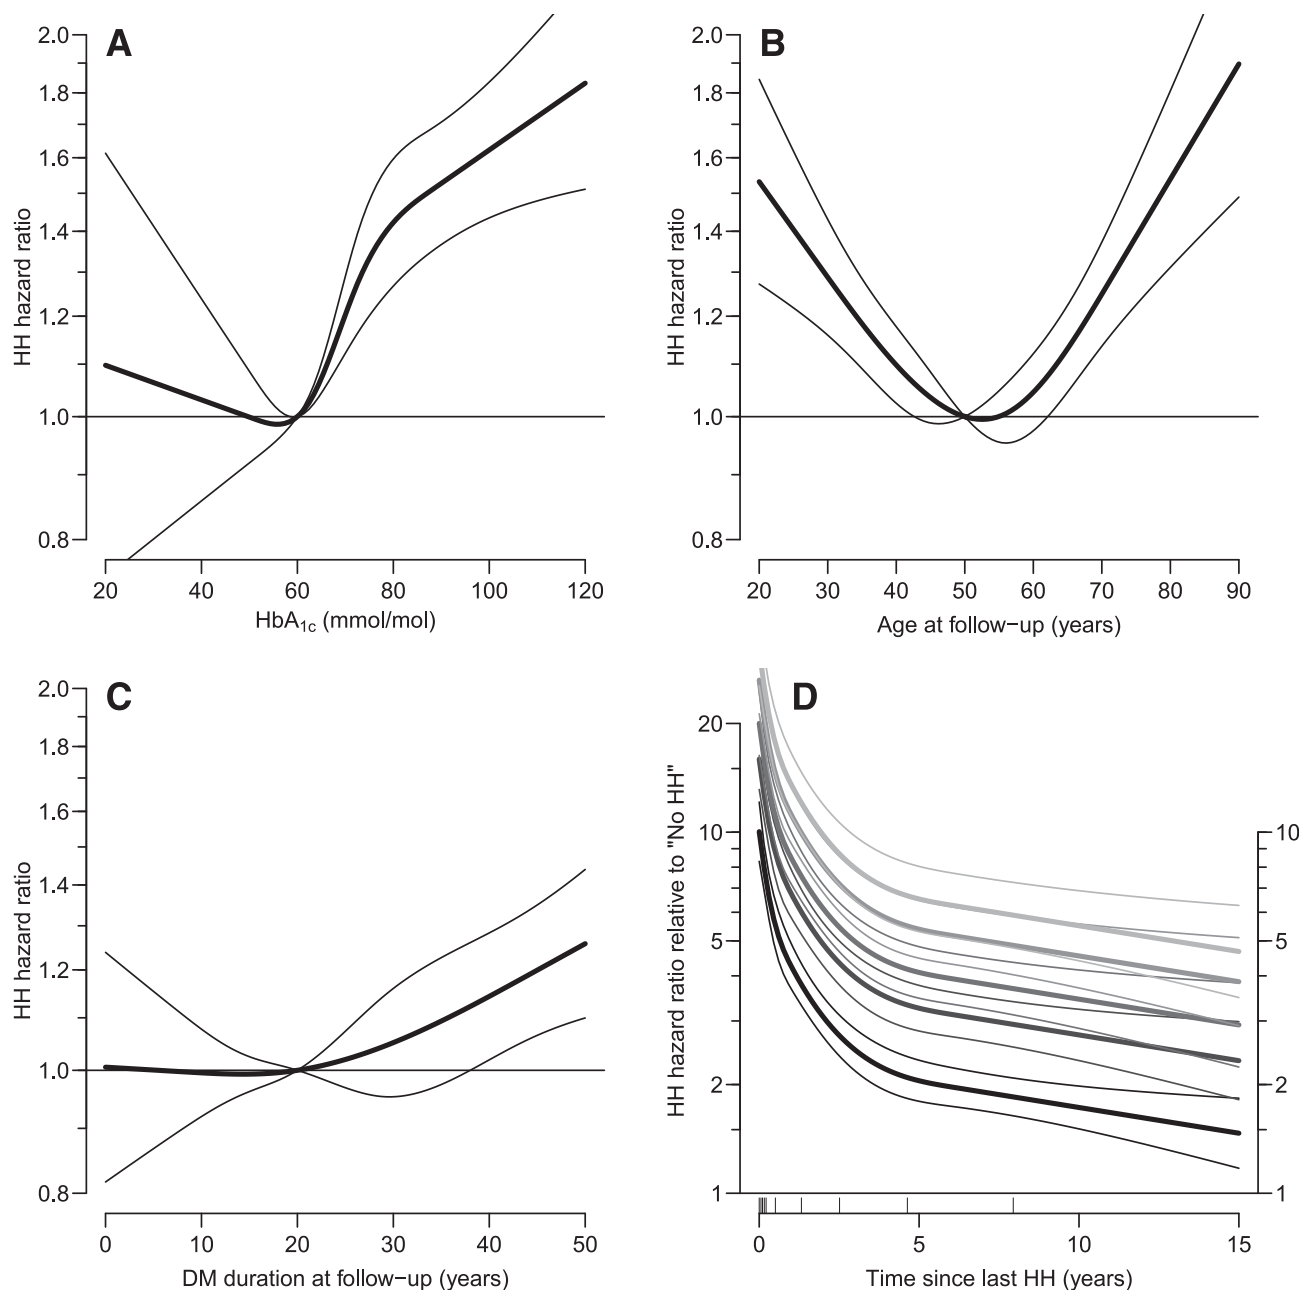 A
2.0
1.8
1.6
1.4
1.2
1.0
0.8
HH hazard ratio
20 40 60 80 100 120
HbA1c (mmol/mol)
B
2.0
1.8
1.6
1.4
1.2
1.0
0.8
HH hazard ratio
20 30 40 50 60 70 80 90
Age at follow−up (years)
C
2.0
1.8
1.6
1.4
1.2
1.0
0.8
HH hazard ratio
0 10 20 30 40 50
DM duration at follow−up (years)
D
20
10
5
2
1
HH hazard ratio relative to "No HH"
10
5
2
1
0 5 10 15
Time since last HH (years)